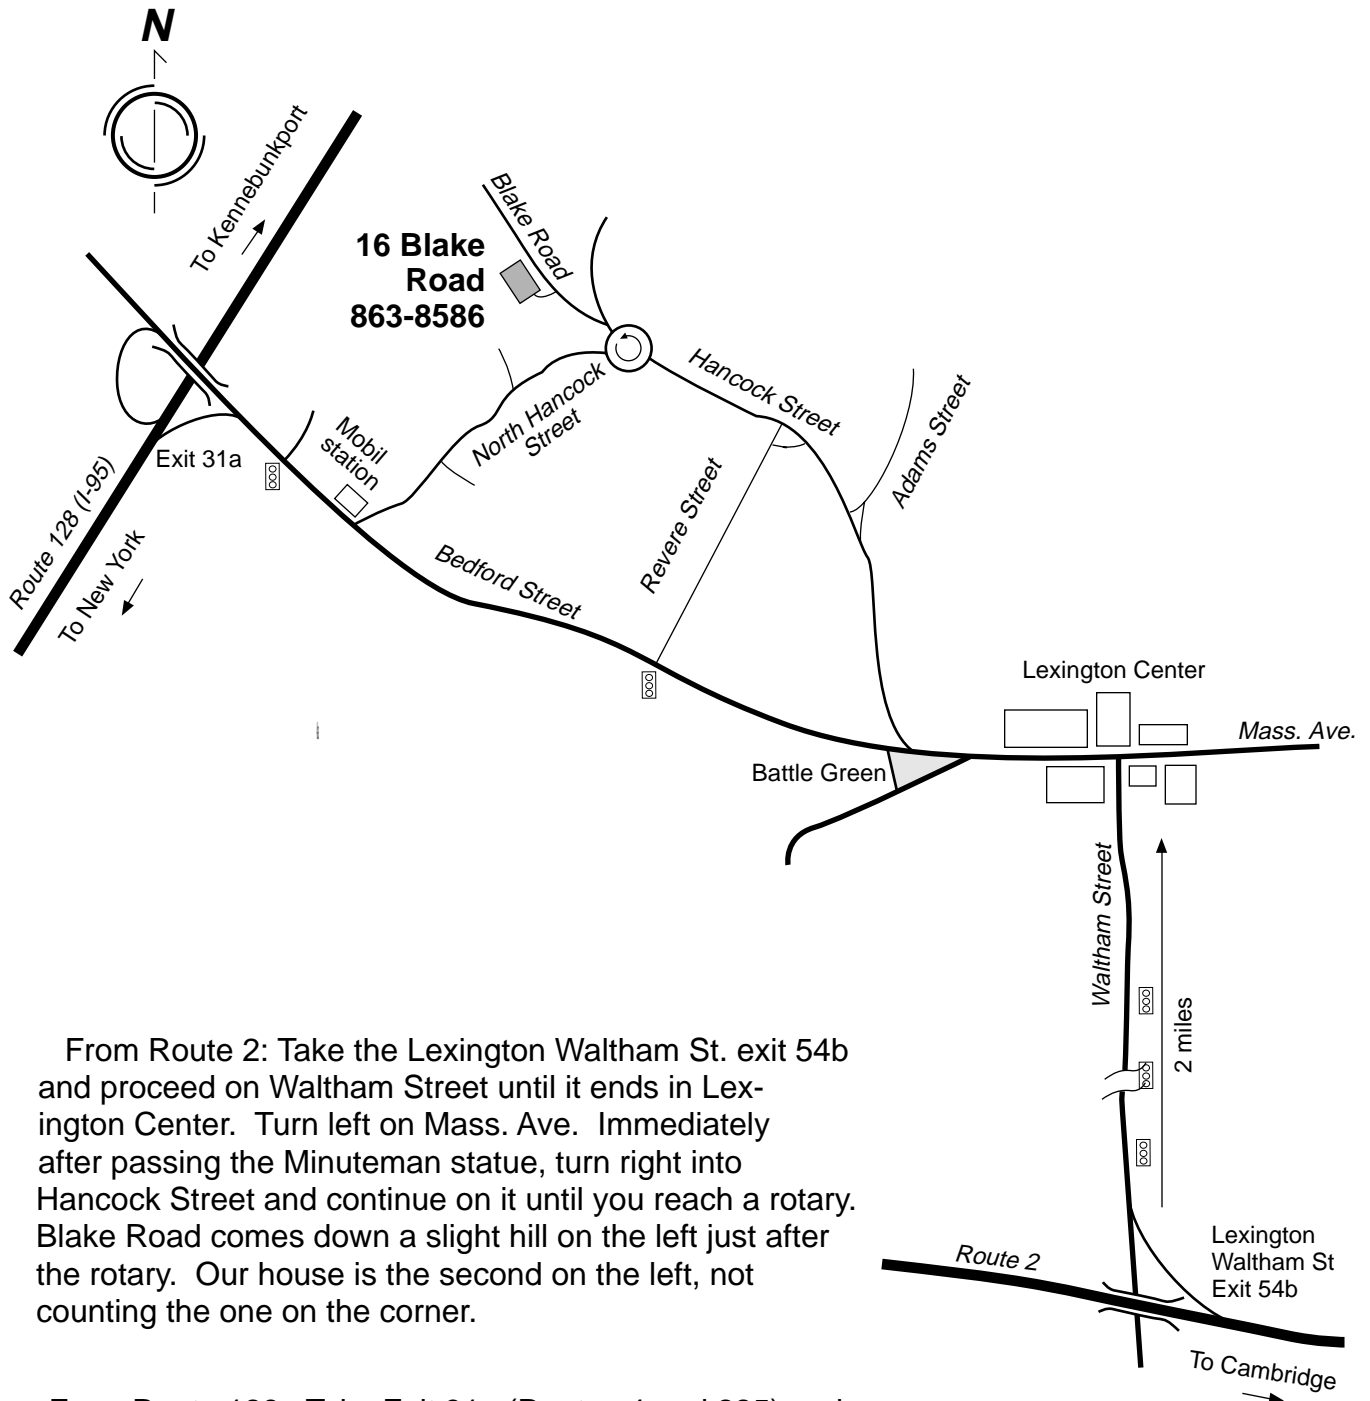 N
To Kennebunkport
Blake Road
16 Blake
Road
863-8586
Hancock Street
Adams Street
North Hancock
Street
Mobil
station
Exit 31a
Route 128 (I-95)
To New York
Bedford Street
Revere Street
Lexington Center
Mass. Ave.
Battle Green
Waltham Street
2 miles
From Route 2: Take the Lexington Waltham St. exit 54b
and proceed on Waltham Street until it ends in Lex-
ington Center. Turn left on Mass. Ave. Immediately
after passing the Minuteman statue, turn right into
Hancock Street and continue on it until you reach a rotary.
Blake Road comes down a slight hill on the left just after
the rotary. Our house is the second on the left, not
counting the one on the corner.
Route 2
Lexington
Waltham St
Exit 54b
To Cambridge